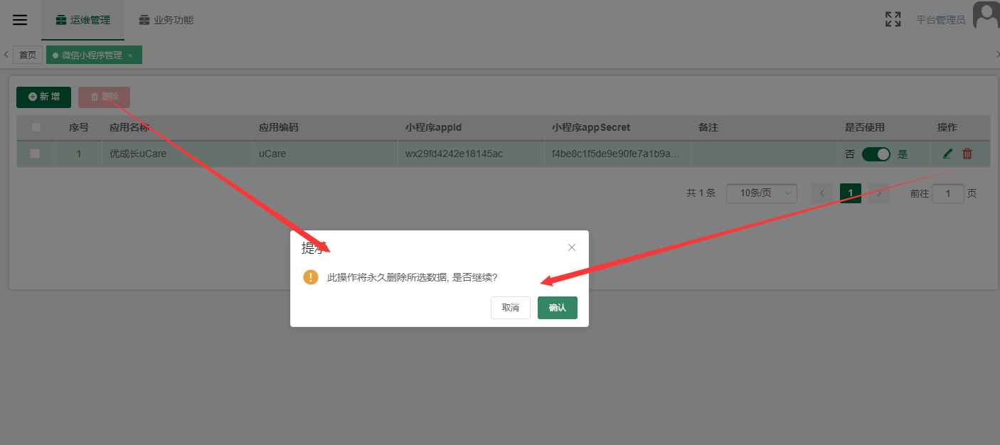 运维管理 业务功能 平台管理员
首页 微信小程序管理 ×
新增 删除
序号 应用名称 应用编码 小程序appId 小程序appSecret 备注 是否使用 操作
1 优成长uCare uCare wx29fd4242e18145ac f4be8c1f5de9e90fe7a1b9a... 否 是
共 1 条 10条/页 1 前往 1 页
提示
此操作将永久删除所选数据, 是否继续?
取消 确认